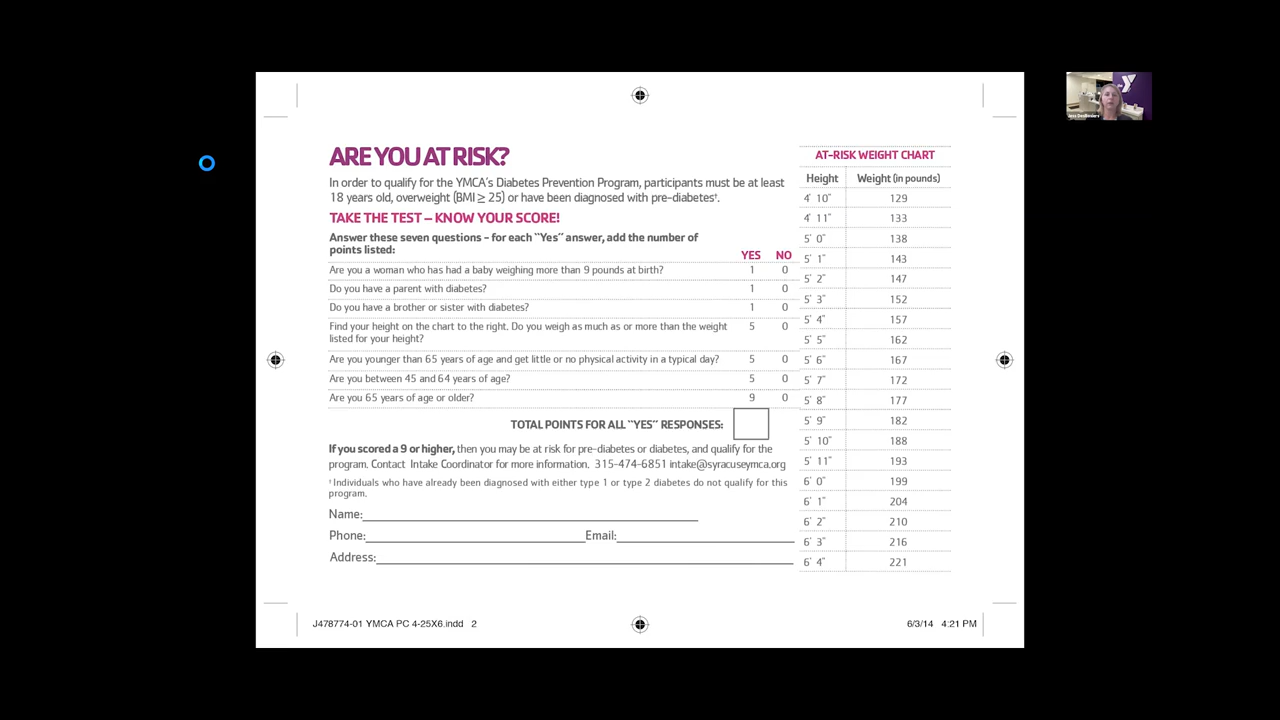 ARE YOU AT RISK?
In order to qualify for the YMCA's Diabetes Prevention Program, participants must be at least
18 years old, overweight (BMI ≥ 25) or have been diagnosed with pre-diabetes†.
TAKE THE TEST – KNOW YOUR SCORE!
Answer these seven questions – for each "Yes" answer, add the number of
points listed:
YES NO
Are you a woman who has had a baby weighing more than 9 pounds at birth? 1 0
Do you have a parent with diabetes? 1 0
Do you have a brother or sister with diabetes? 1 0
Find your height on the chart to the right. Do you weigh as much as or more than the weight 5 0
listed for your height?
Are you younger than 65 years of age and get little or no physical activity in a typical day? 5 0
Are you between 45 and 64 years of age? 5 0
Are you 65 years of age or older? 9 0
TOTAL POINTS FOR ALL "YES" RESPONSES:
If you scored a 9 or higher, then you may be at risk for pre-diabetes or diabetes, and qualify for the
program. Contact Intake Coordinator for more information. 315-474-6851 intake@syracuseymca.org
† Individuals who have already been diagnosed with either type 1 or type 2 diabetes do not qualify for this
program.
Name:
Phone: Email:
Address:
AT-RISK WEIGHT CHART
Height Weight (in pounds)
4' 10" 129
4' 11" 133
5' 0" 138
5' 1" 143
5' 2" 147
5' 3" 152
5' 4" 157
5' 5" 162
5' 6" 167
5' 7" 172
5' 8" 177
5' 9" 182
5' 10" 188
5' 11" 193
6' 0" 199
6' 1" 204
6' 2" 210
6' 3" 216
6' 4" 221
J478774-01 YMCA PC 4-25X6.indd 2
6/3/14 4:21 PM